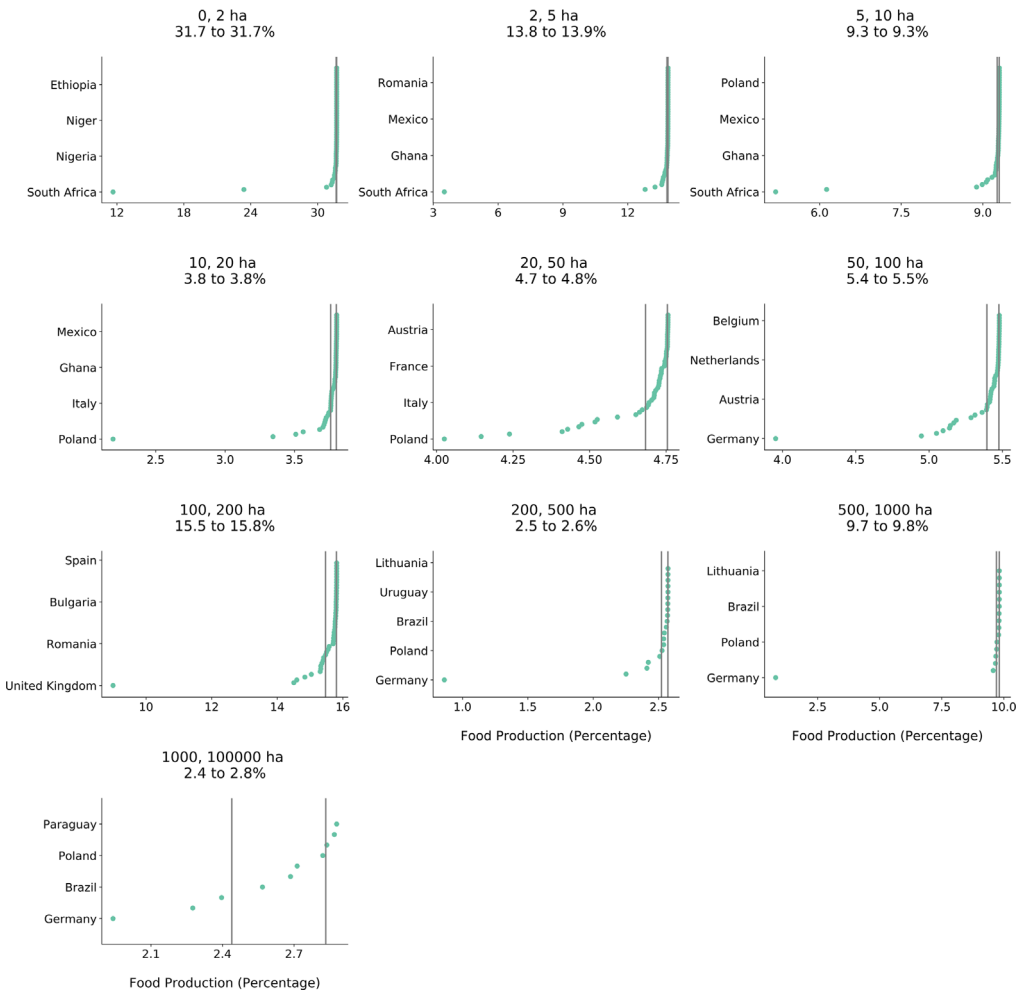 0, 2 ha
31.7 to 31.7%
Ethiopia
Niger
Nigeria
South Africa
12 18 24 30
2, 5 ha
13.8 to 13.9%
Romania
Mexico
Ghana
South Africa
3 6 9 12
5, 10 ha
9.3 to 9.3%
Poland
Mexico
Ghana
South Africa
6.0 7.5 9.0
10, 20 ha
3.8 to 3.8%
Mexico
Ghana
Italy
Poland
2.5 3.0 3.5
20, 50 ha
4.7 to 4.8%
Austria
France
Italy
Poland
4.00 4.25 4.50 4.75
50, 100 ha
5.4 to 5.5%
Belgium
Netherlands
Austria
Germany
4.0 4.5 5.0 5.5
100, 200 ha
15.5 to 15.8%
Spain
Bulgaria
Romania
United Kingdom
10 12 14 16
200, 500 ha
2.5 to 2.6%
Lithuania
Uruguay
Brazil
Poland
Germany
1.0 1.5 2.0 2.5
Food Production (Percentage)
500, 1000 ha
9.7 to 9.8%
Lithuania
Brazil
Poland
Germany
2.5 5.0 7.5 10.0
Food Production (Percentage)
1000, 100000 ha
2.4 to 2.8%
Paraguay
Poland
Brazil
Germany
2.1 2.4 2.7
Food Production (Percentage)